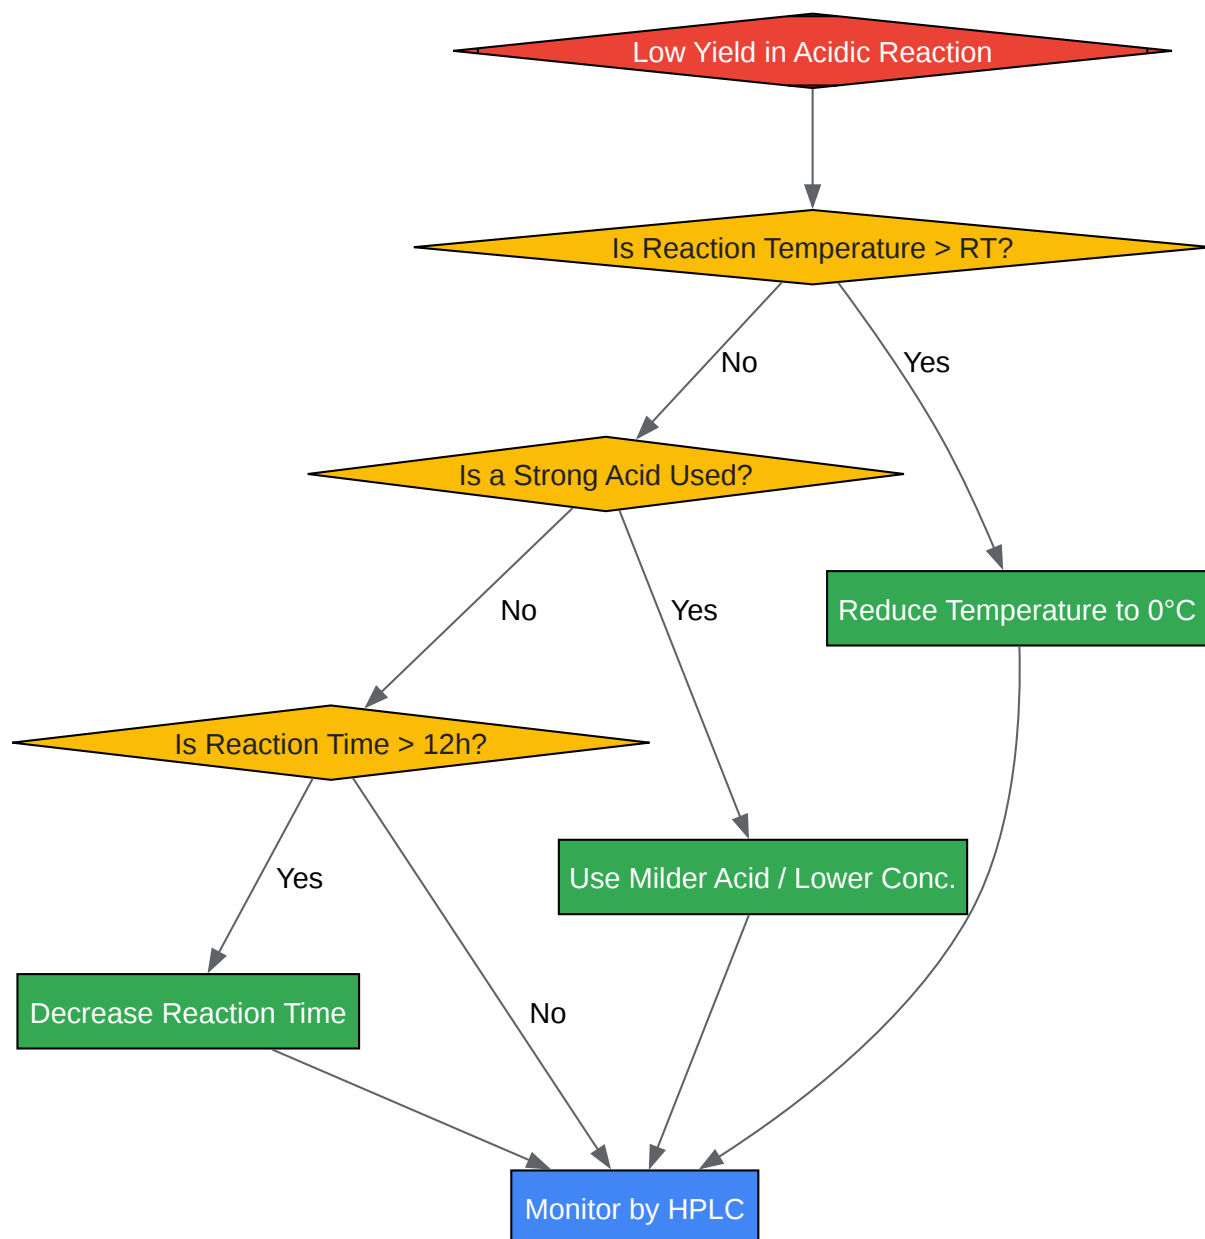 Low Yield in Acidic Reaction
Is Reaction Temperature > RT?
No
Yes
Is a Strong Acid Used?
No
Yes
Reduce Temperature to 0°C
Is Reaction Time > 12h?
Yes
Use Milder Acid / Lower Conc.
Decrease Reaction Time
No
Monitor by HPLC